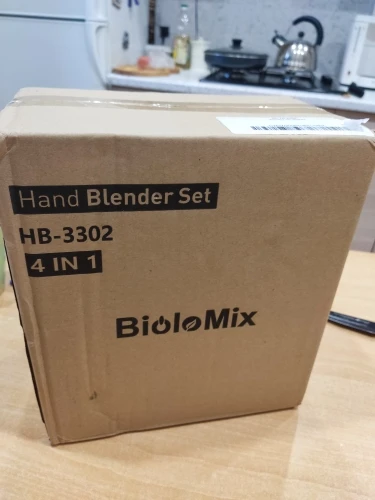 Hand Blender Set
HB-3302
4 IN 1
BioloMix